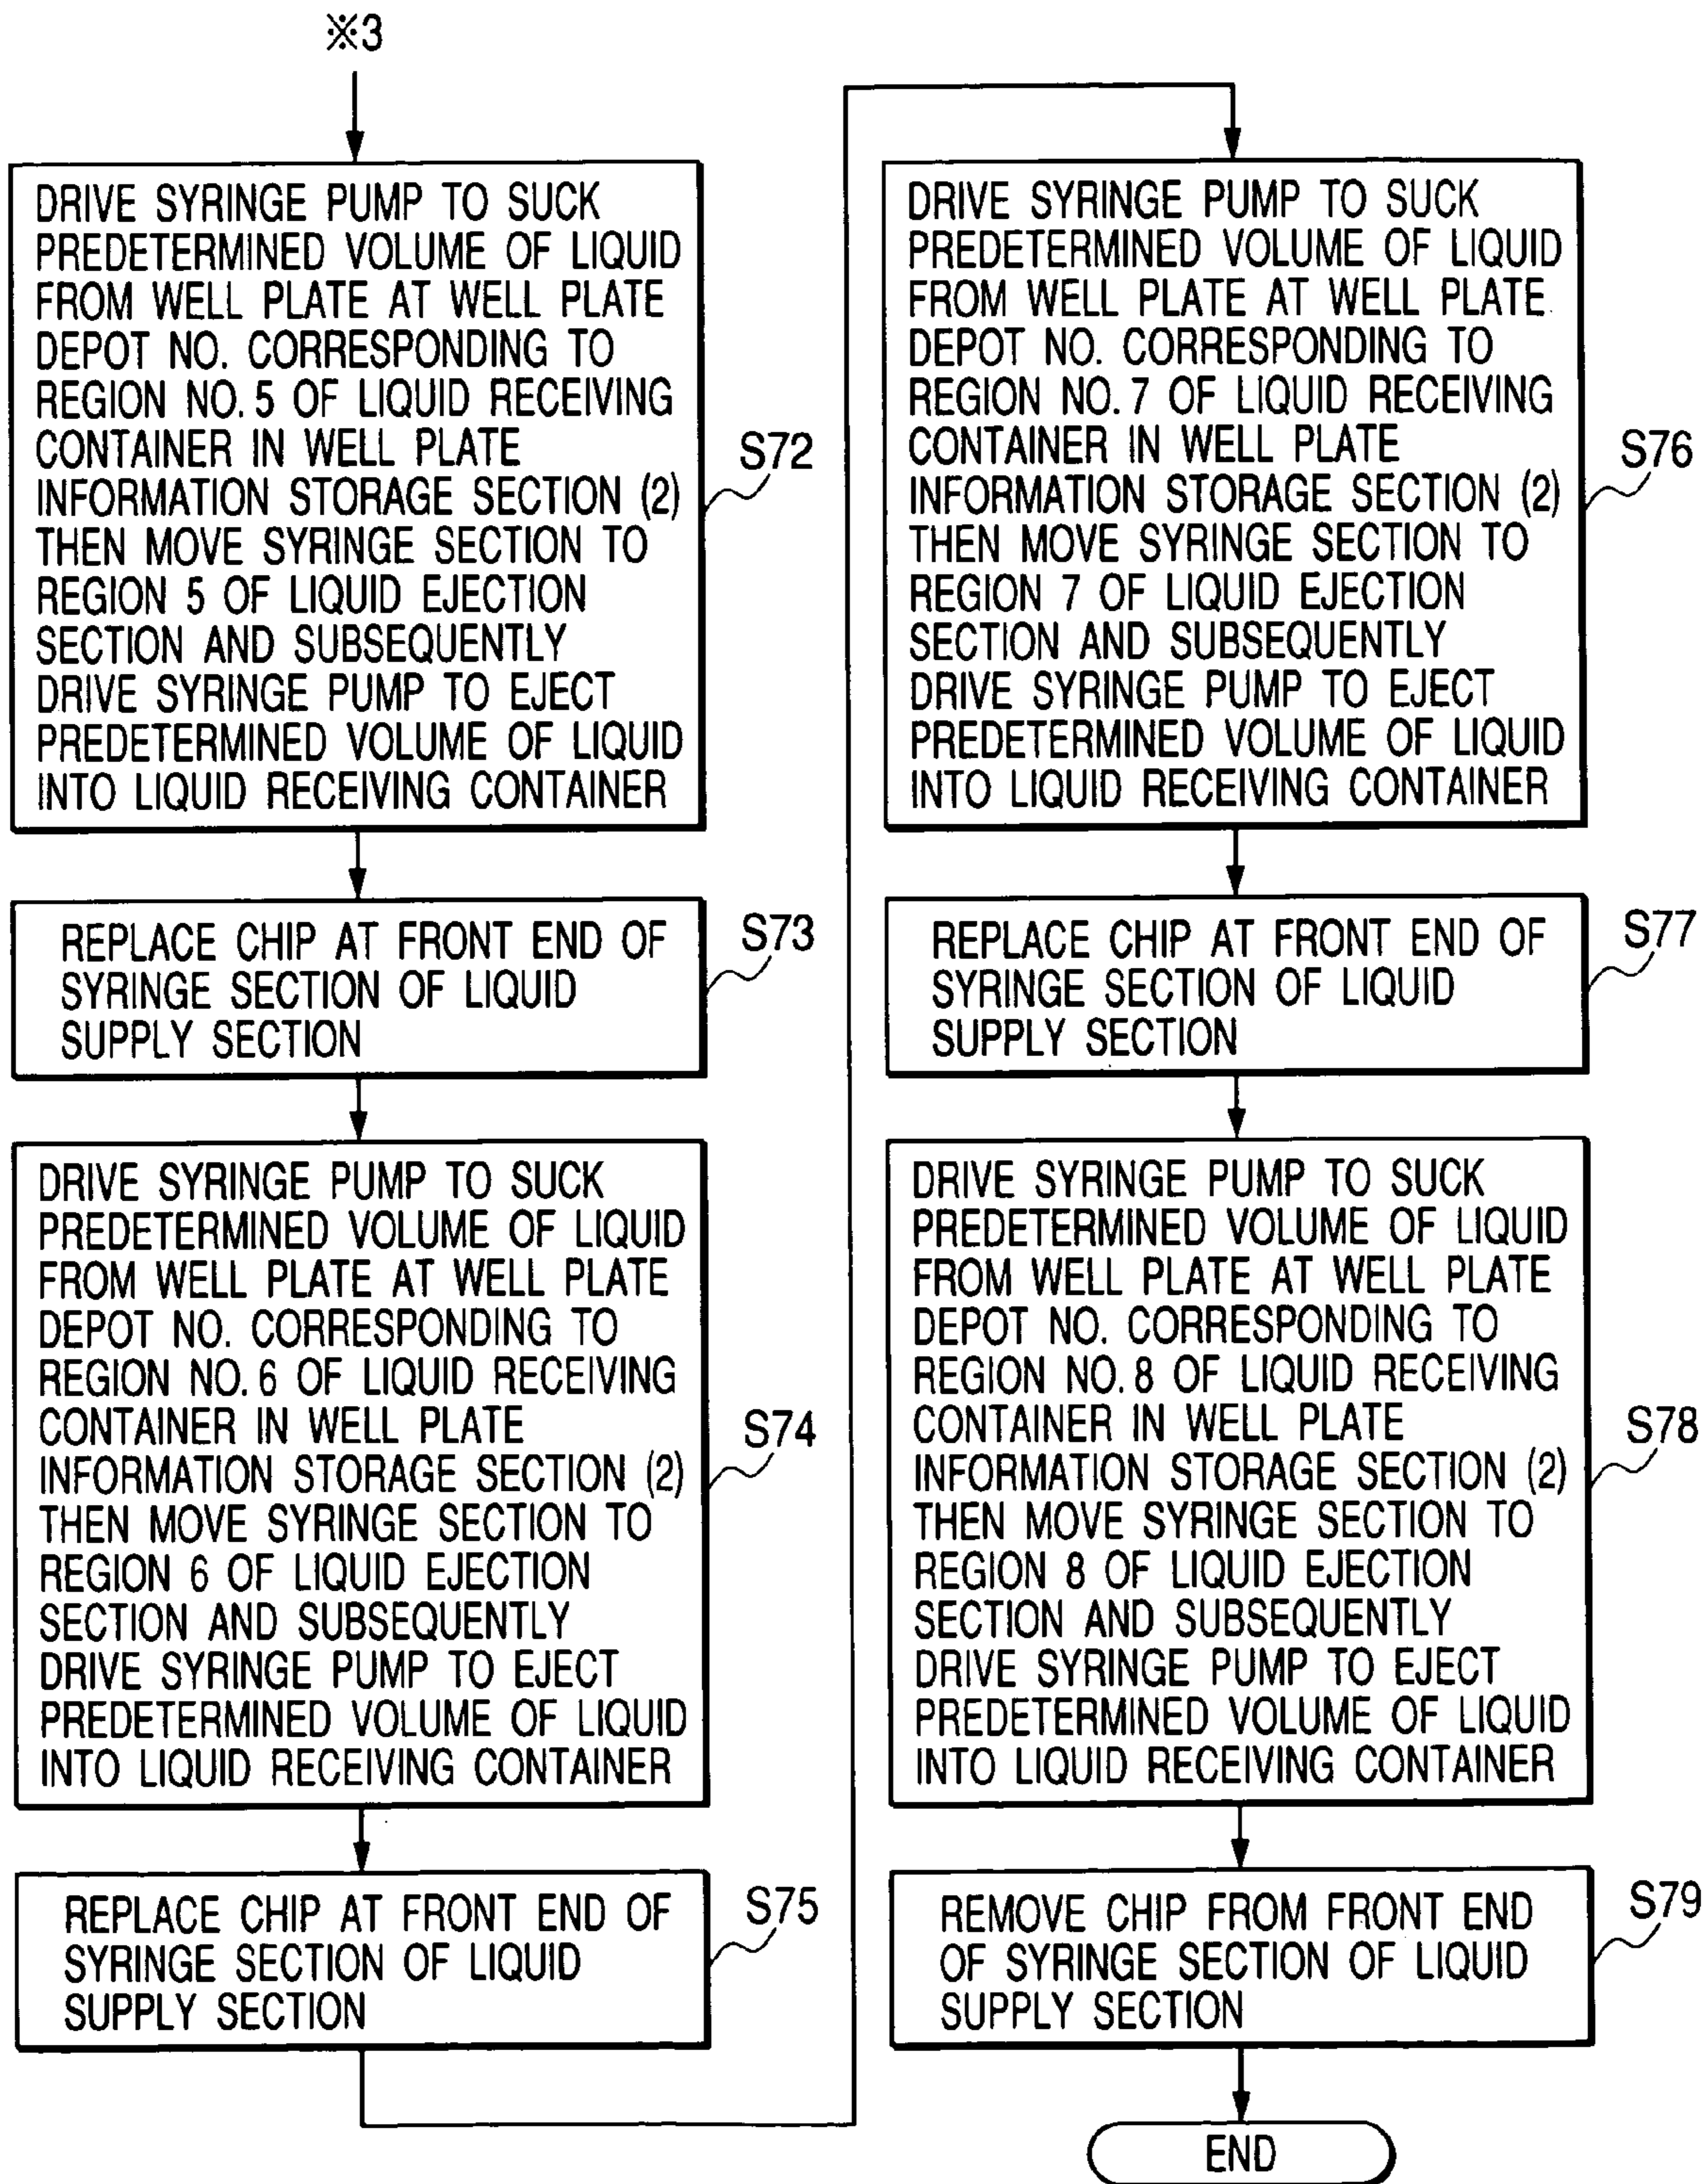 ※3
DRIVE SYRINGE PUMP TO SUCK
PREDETERMINED VOLUME OF LIQUID
FROM WELL PLATE AT WELL PLATE
DEPOT NO. CORRESPONDING TO
REGION NO. 5 OF LIQUID RECEIVING
CONTAINER IN WELL PLATE
INFORMATION STORAGE SECTION (2)
THEN MOVE SYRINGE SECTION TO
REGION 5 OF LIQUID EJECTION
SECTION AND SUBSEQUENTLY
DRIVE SYRINGE PUMP TO EJECT
PREDETERMINED VOLUME OF LIQUID
INTO LIQUID RECEIVING CONTAINER
S72
REPLACE CHIP AT FRONT END OF
SYRINGE SECTION OF LIQUID
SUPPLY SECTION
S73
DRIVE SYRINGE PUMP TO SUCK
PREDETERMINED VOLUME OF LIQUID
FROM WELL PLATE AT WELL PLATE
DEPOT NO. CORRESPONDING TO
REGION NO. 6 OF LIQUID RECEIVING
CONTAINER IN WELL PLATE
INFORMATION STORAGE SECTION (2)
THEN MOVE SYRINGE SECTION TO
REGION 6 OF LIQUID EJECTION
SECTION AND SUBSEQUENTLY
DRIVE SYRINGE PUMP TO EJECT
PREDETERMINED VOLUME OF LIQUID
INTO LIQUID RECEIVING CONTAINER
S74
REPLACE CHIP AT FRONT END OF
SYRINGE SECTION OF LIQUID
SUPPLY SECTION
S75
DRIVE SYRINGE PUMP TO SUCK
PREDETERMINED VOLUME OF LIQUID
FROM WELL PLATE AT WELL PLATE
DEPOT NO. CORRESPONDING TO
REGION NO. 7 OF LIQUID RECEIVING
CONTAINER IN WELL PLATE
INFORMATION STORAGE SECTION (2)
THEN MOVE SYRINGE SECTION TO
REGION 7 OF LIQUID EJECTION
SECTION AND SUBSEQUENTLY
DRIVE SYRINGE PUMP TO EJECT
PREDETERMINED VOLUME OF LIQUID
INTO LIQUID RECEIVING CONTAINER
S76
REPLACE CHIP AT FRONT END OF
SYRINGE SECTION OF LIQUID
SUPPLY SECTION
S77
DRIVE SYRINGE PUMP TO SUCK
PREDETERMINED VOLUME OF LIQUID
FROM WELL PLATE AT WELL PLATE
DEPOT NO. CORRESPONDING TO
REGION NO. 8 OF LIQUID RECEIVING
CONTAINER IN WELL PLATE
INFORMATION STORAGE SECTION (2)
THEN MOVE SYRINGE SECTION TO
REGION 8 OF LIQUID EJECTION
SECTION AND SUBSEQUENTLY
DRIVE SYRINGE PUMP TO EJECT
PREDETERMINED VOLUME OF LIQUID
INTO LIQUID RECEIVING CONTAINER
S78
REMOVE CHIP FROM FRONT END
OF SYRINGE SECTION OF LIQUID
SUPPLY SECTION
S79
END